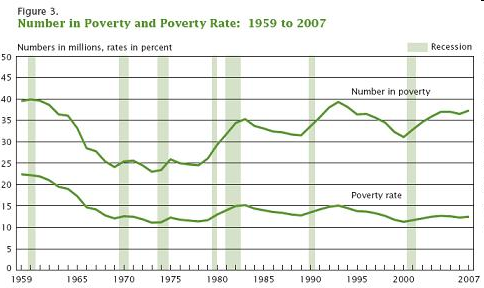 Figure 3.
Number in Poverty and Poverty Rate: 1959 to 2007
Numbers in millions, rates in percent
Recession
50
45
40
Number in poverty
35
30
25
20
Poverty rate
15
10
5
0
1959 1965 1970 1975 1980 1985 1990 1995 2000 2007